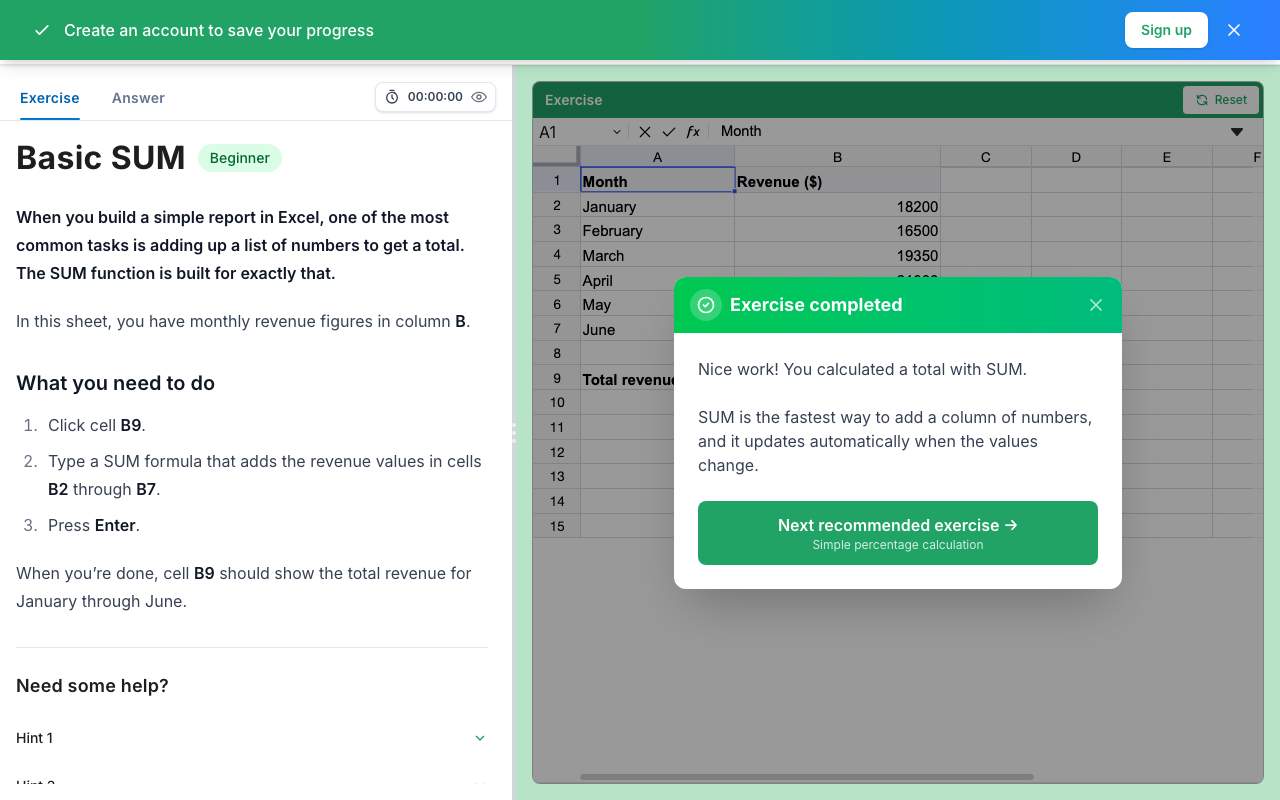 Create an account to save your progress
Sign up
Exercise
Answer
00:00:00
Basic SUM
Beginner
When you build a simple report in Excel, one of the most
common tasks is adding up a list of numbers to get a total.
The SUM function is built for exactly that.
In this sheet, you have monthly revenue figures in column B.
What you need to do
1. Click cell B9.
2. Type a SUM formula that adds the revenue values in cells
B2 through B7.
3. Press Enter.
When you’re done, cell B9 should show the total revenue for
January through June.
Need some help?
Hint 1
Exercise
Reset
A1
fx
Month
A B C D E F
1 Month Revenue ($)
2 January 18200
3 February 16500
4 March 19350
5 April
6 May
7 June
8
9 Total revenue
10
11
12
13
14
15
Exercise completed
Nice work! You calculated a total with SUM.
SUM is the fastest way to add a column of numbers,
and it updates automatically when the values
change.
Next recommended exercise →
Simple percentage calculation